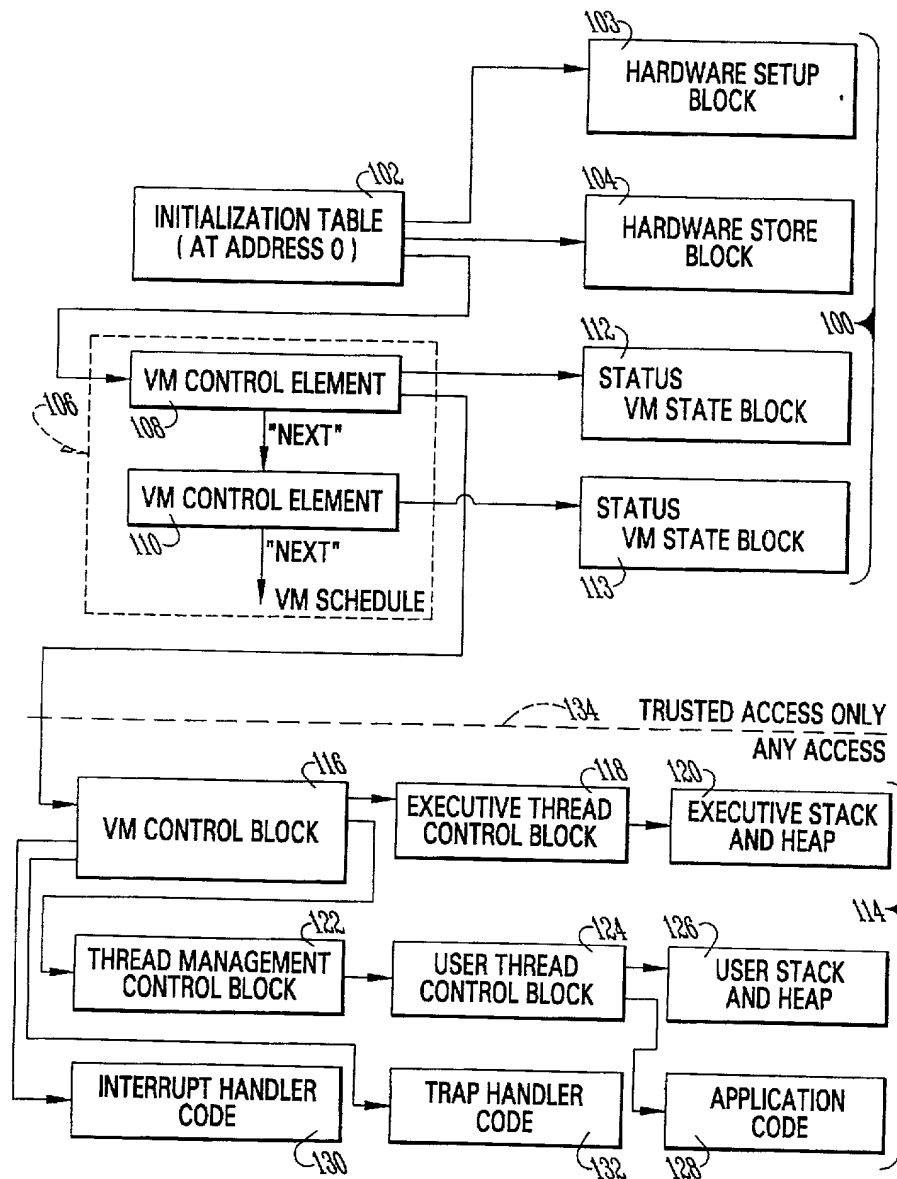 103
HARDWARE SETUP
BLOCK
102
INITIALIZATION TABLE
( AT ADDRESS 0 )
104
HARDWARE STORE
BLOCK
100
106
VM CONTROL ELEMENT
108
"NEXT"
VM CONTROL ELEMENT
110
"NEXT"
VM SCHEDULE
112
STATUS
VM STATE BLOCK
STATUS
VM STATE BLOCK
113
134
TRUSTED ACCESS ONLY
ANY ACCESS
116
VM CONTROL BLOCK
118
EXECUTIVE THREAD
CONTROL BLOCK
120
EXECUTIVE STACK
AND HEAP
114
122
THREAD MANAGEMENT
CONTROL BLOCK
124
USER THREAD
CONTROL BLOCK
126
USER STACK
AND HEAP
INTERRUPT HANDLER
CODE
130
TRAP HANDLER
CODE
132
APPLICATION
CODE
128